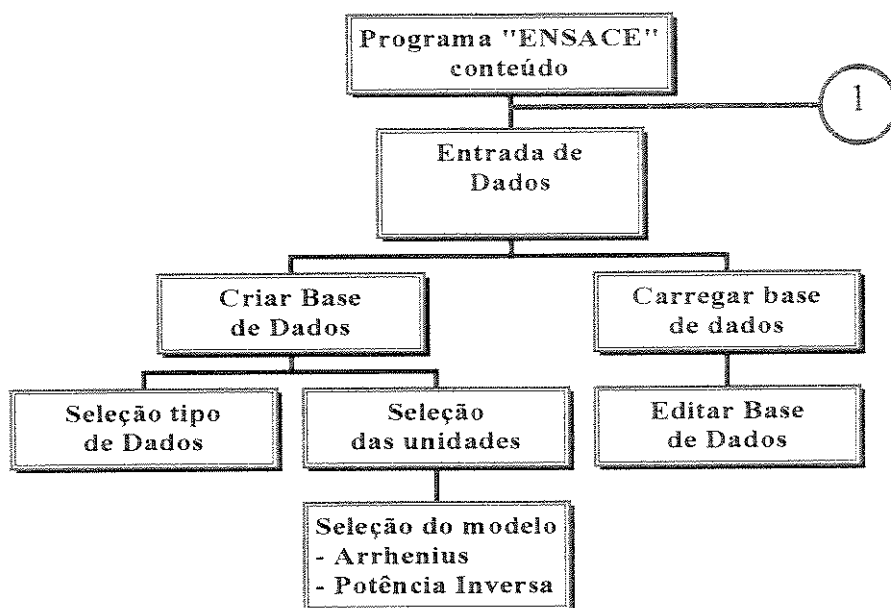 Programa "ENSACE"
conteúdo
1
Entrada de
Dados
Criar Base
de Dados
Carregar base
de dados
Seleção tipo
de Dados
Seleção
das unidades
Editar Base
de Dados
Seleção do modelo
- Arrhenius
- Potência Inversa